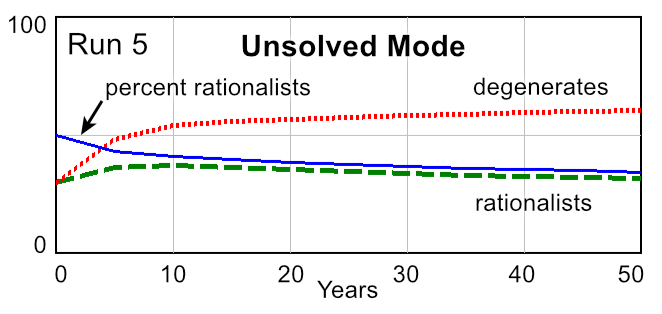 100
Run 5
Unsolved Mode
percent rationalists
degenerates
rationalists
0
0 10 20 30 40 50
Years